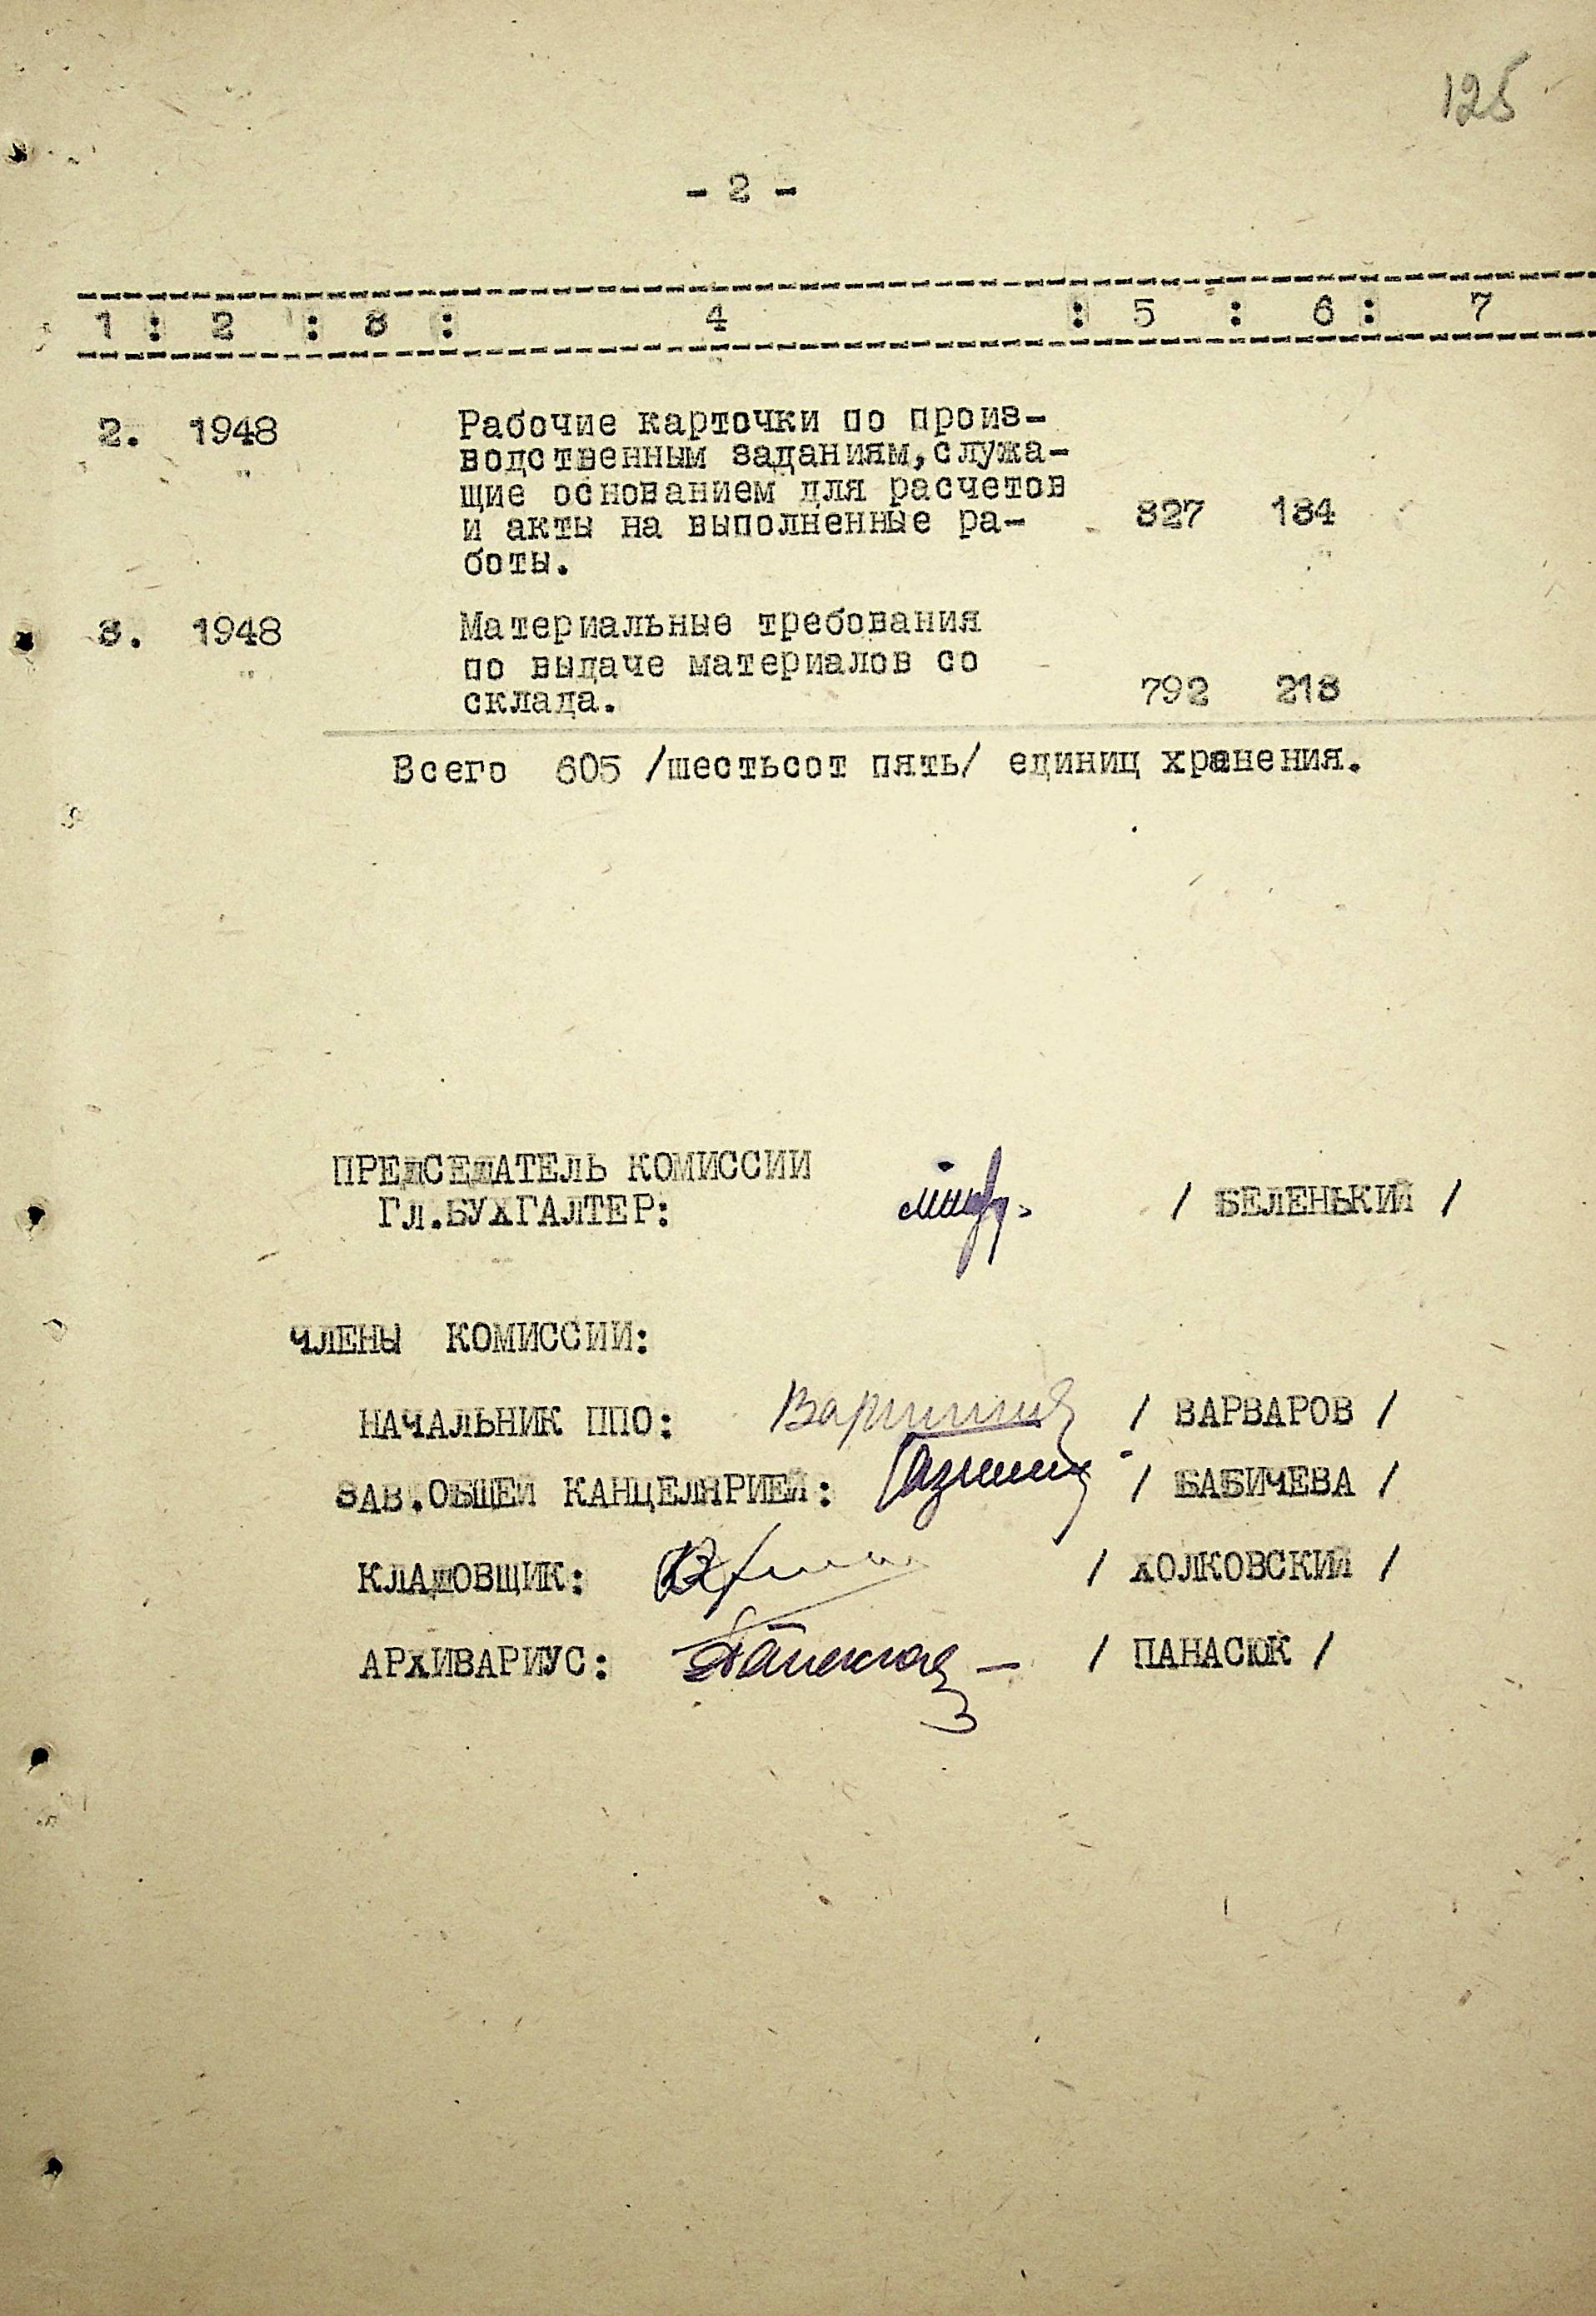 125
- 2 -
1 : 2 : 3 : 4 : 5 : 6 : 7
2. 1948 Рабочие карточки по произ-
водственным заданиям,служа-
щие основанием для расчетов
и акты на выполненные ра- 327 184
боты.
3. 1948 Материальные требования
по выдаче материалов со
склада. 792 213
Всего 605 /шестьсот пять/ единиц хранения.
ПРЕДСЕДАТЕЛЬ КОМИССИИ
Гл.БУХГАЛТЕР: / БЕЛЕНЬКИЙ /
ЧЛЕНЫ КОМИССИИ:
НАЧАЛЬНИК ППО: / ВАРВАРОВ /
ЗАВ.ОБЩЕЙ КАНЦЕЛЯРИЕЙ: / БАБИЧЕВА /
КЛАДОВЩИК: / ХОЛКОВСКИЙ /
АРХИВАРИУС: / ПАНАСЮК /